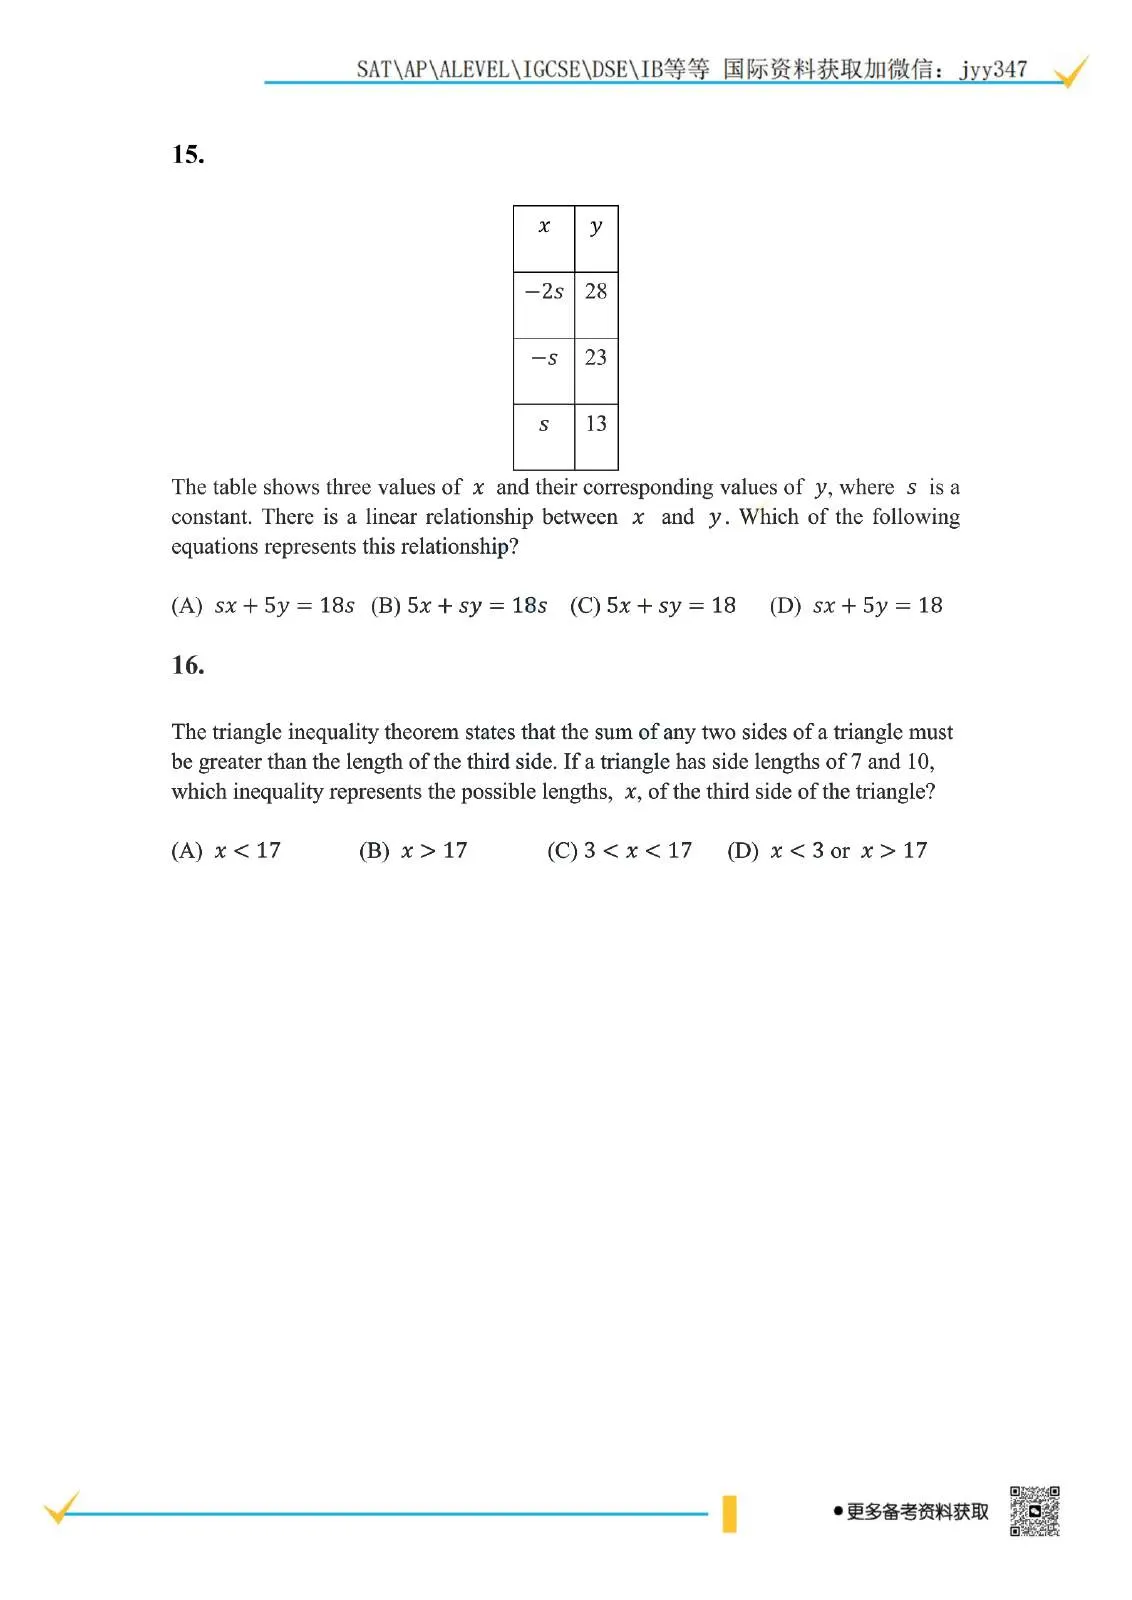 SAT\AP\ALEVEL\IGCSE\DSE\IB等等 国际资料获取加微信：jyy347
15.
x y
−2s 28
−s 23
s 13
The table shows three values of x and their corresponding values of y, where s is a
constant. There is a linear relationship between x and y. Which of the following
equations represents this relationship?
(A) sx + 5y = 18s (B) 5x + sy = 18s (C) 5x + sy = 18 (D) sx + 5y = 18
16.
The triangle inequality theorem states that the sum of any two sides of a triangle must
be greater than the length of the third side. If a triangle has side lengths of 7 and 10,
which inequality represents the possible lengths, x, of the third side of the triangle?
(A) x < 17 (B) x > 17 (C) 3 < x < 17 (D) x < 3 or x > 17
●更多备考资料获取